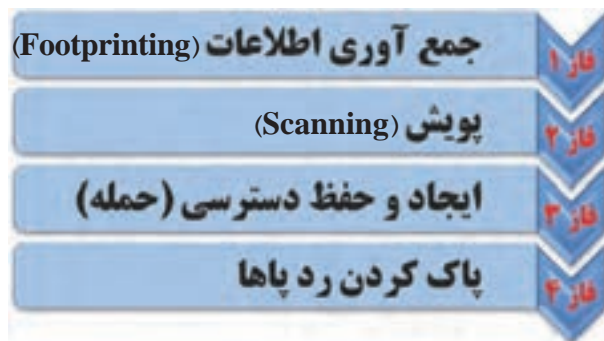 فاز ۱ جمع آوری اطلاعات (Footprinting)
فاز ۲ پویش (Scanning)
فاز ۳ ایجاد و حفظ دسترسی (حمله)
فاز ۴ پاک کردن رد پاها